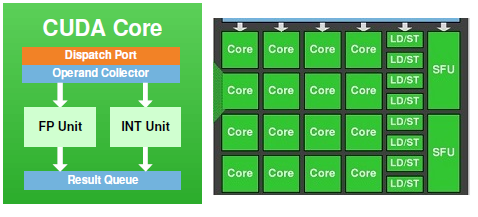 CUDA Core
Dispatch Port
Operand Collector
FP Unit
INT Unit
Result Queue
Core Core Core Core LD/ST
LD/ST
SFU
Core Core Core Core LD/ST
LD/ST
Core Core Core Core LD/ST
LD/ST
SFU
Core Core Core Core LD/ST
LD/ST